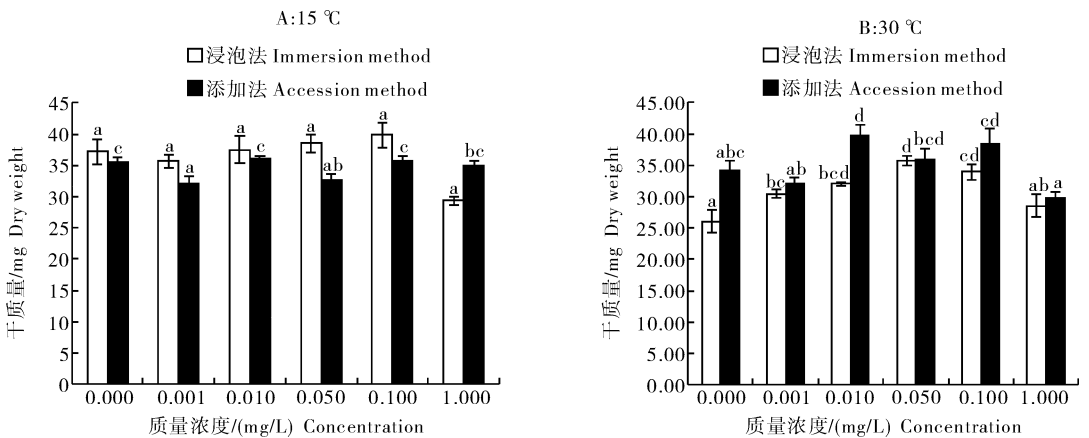 A:15 ℃
浸泡法 Immersion method
添加法 Accession method
干质量/mg Dry weight
45
40
35
30
25
20
15
10
5
0
a
c
a
a
a
c
a
ab
a
c
a
bc
0.000 0.001 0.010 0.050 0.100 1.000
质量浓度/(mg/L) Concentration
B:30 ℃
浸泡法 Immersion method
添加法 Accession method
干质量/mg Dry weight
45.00
40.00
35.00
30.00
25.00
20.00
15.00
10.00
5.00
0.00
a
abc
bc
ab
bcd
d
d
bcd
cd
cd
ab
a
0.000 0.001 0.010 0.050 0.100 1.000
质量浓度/(mg/L) Concentration